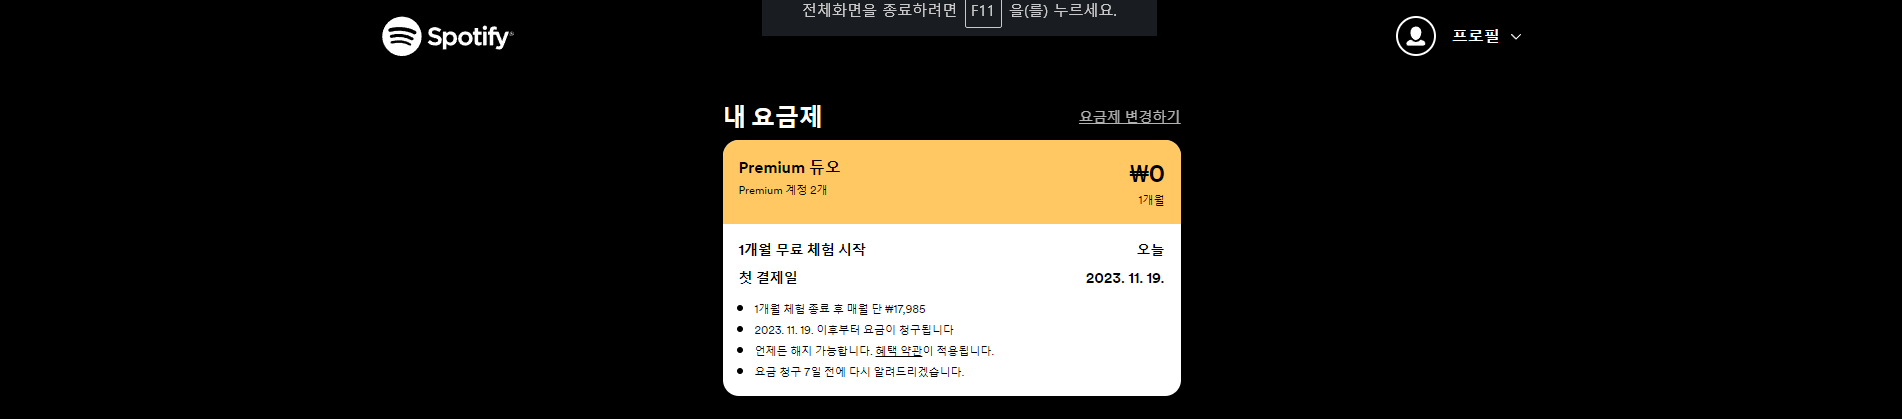 전체화면을 종료하려면 F11 을(를) 누르세요.
Spotify®
프로필
내 요금제
요금제 변경하기
Premium 듀오
₩0
Premium 계정 2개
1개월
1개월 무료 체험 시작
오늘
첫 결제일
2023. 11. 19.
• 1개월 체험 종료 후 매월 단 ₩17,985
• 2023. 11. 19. 이후부터 요금이 청구됩니다
• 언제든 해지 가능합니다. 혜택 약관이 적용됩니다.
• 요금 청구 7일 전에 다시 알려드리겠습니다.